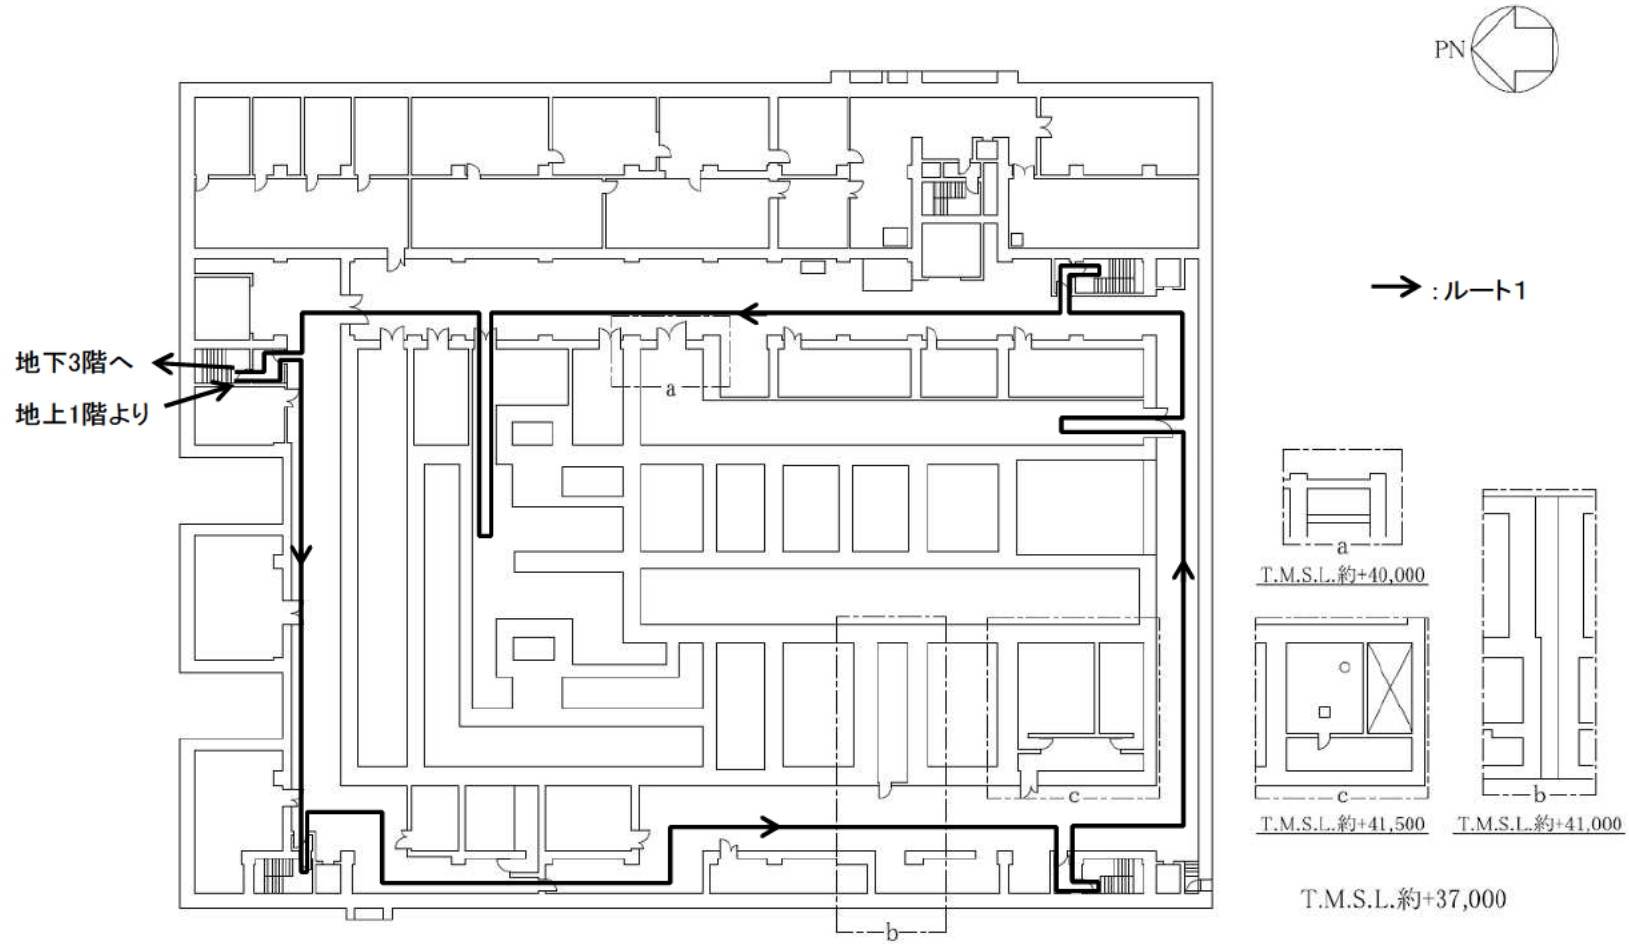 PN
: ルート1
地下3階へ
地上1階より
a
a
T.M.S.L.約+40,000
c
c
T.M.S.L.約+41,500
b
T.M.S.L.約+41,000
b
T.M.S.L.約+37,000